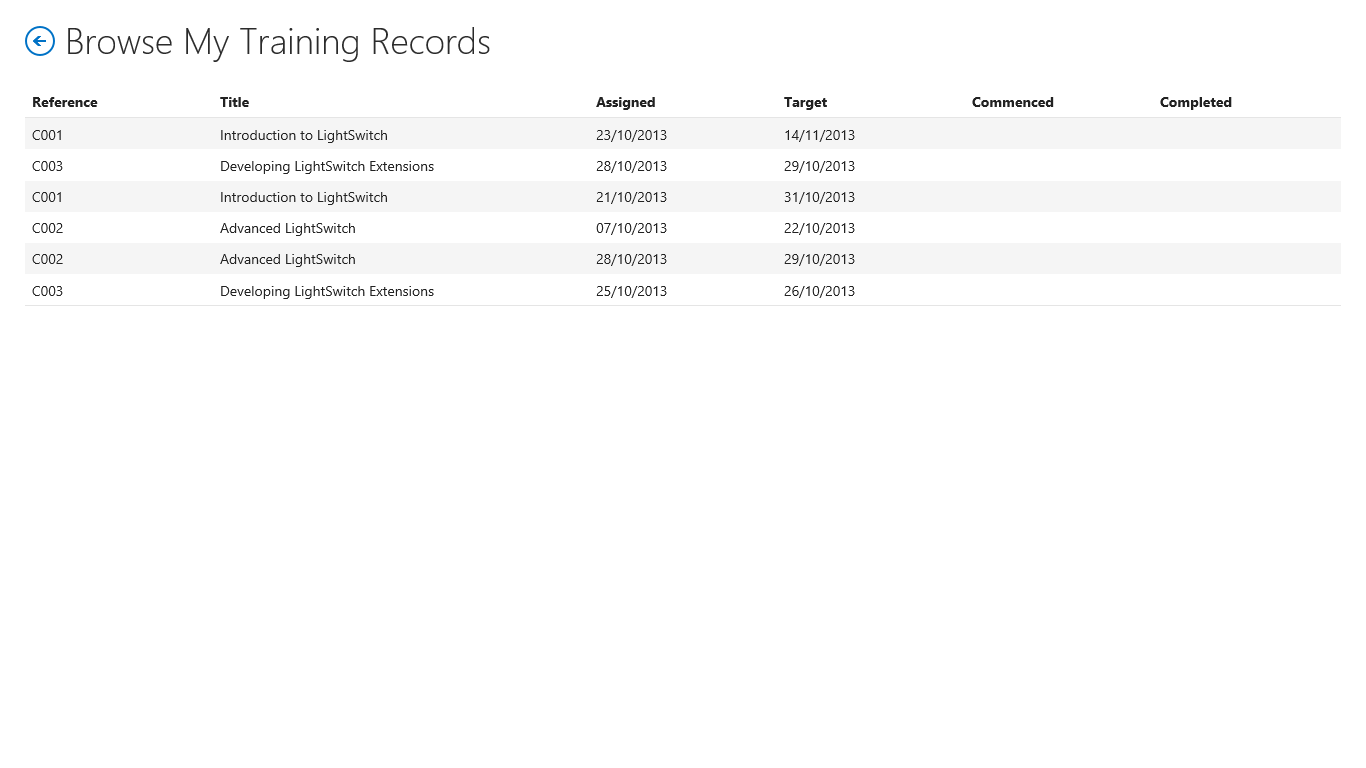 Browse My Training Records
Reference Title Assigned Target Commenced Completed
C001 Introduction to LightSwitch 23/10/2013 14/11/2013
C003 Developing LightSwitch Extensions 28/10/2013 29/10/2013
C001 Introduction to LightSwitch 21/10/2013 31/10/2013
C002 Advanced LightSwitch 07/10/2013 22/10/2013
C002 Advanced LightSwitch 28/10/2013 29/10/2013
C003 Developing LightSwitch Extensions 25/10/2013 26/10/2013